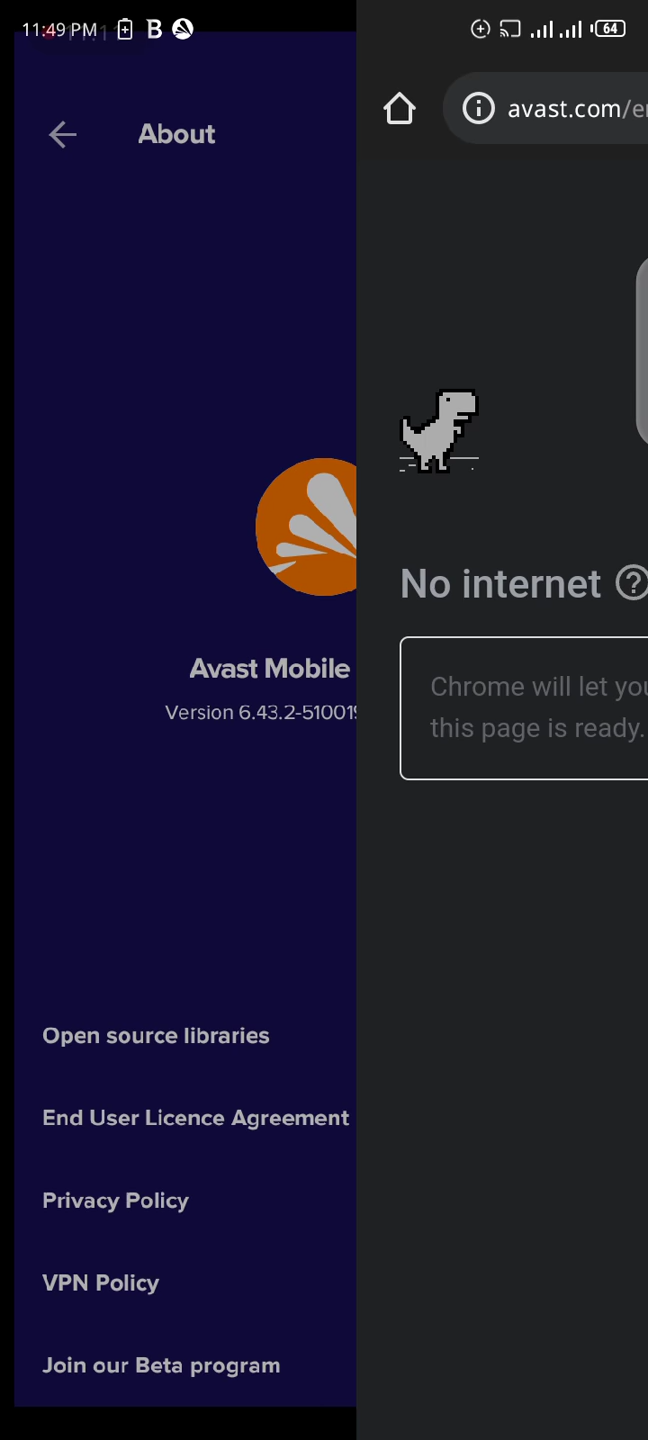 11:49 PM B 64
About
avast.com/e
Avast Mobile
Version 6.43.2-510019
No internet
Chrome will let you
this page is ready.
Open source libraries
End User Licence Agreement
Privacy Policy
VPN Policy
Join our Beta program